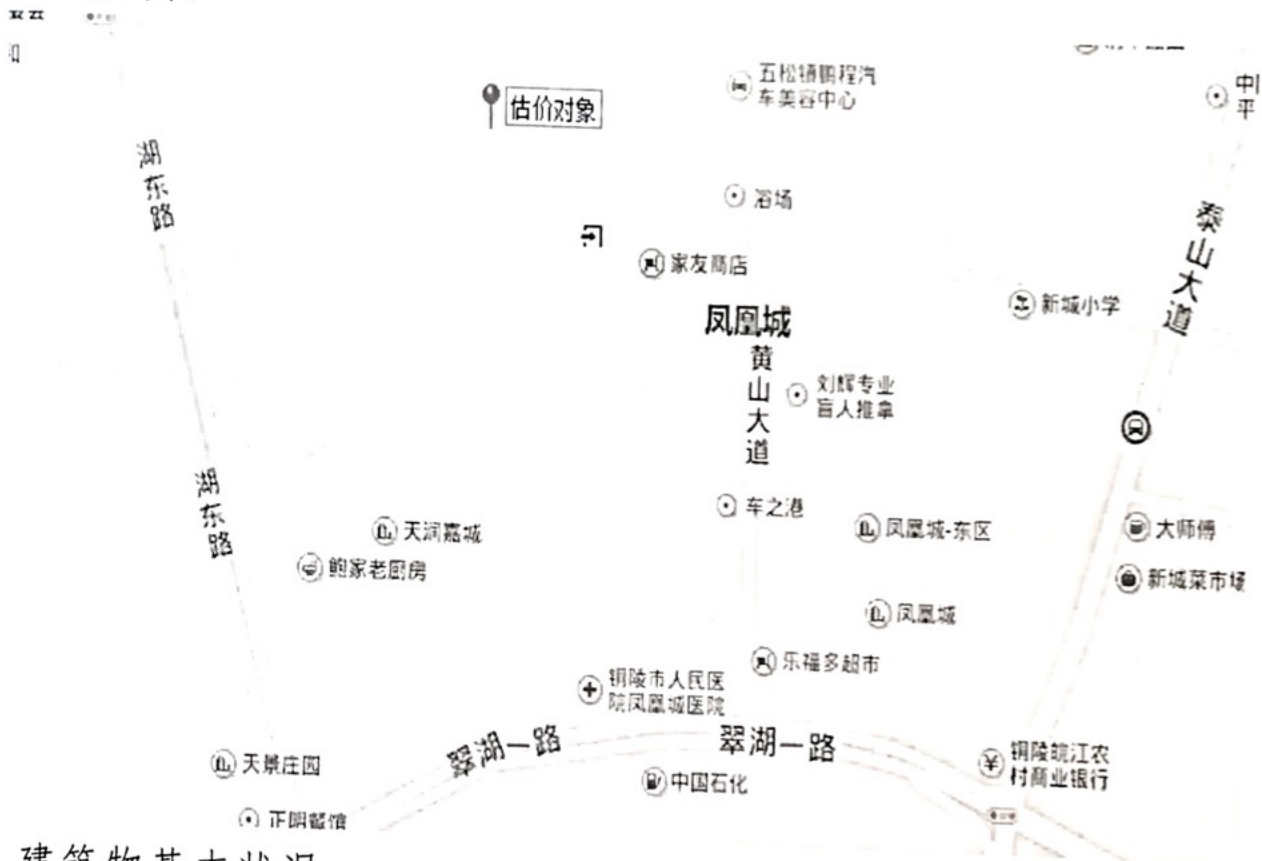 五松镇鹏程汽
车美容中心
估价对象
中
平
湖东路
浴场
泰山大道
家友商店
新城小学
凤凰城
黄山大道
刘辉专业
盲人推拿
湖东路
车之港
天润嘉城
凤凰城-东区
大师傅
鲍家老厨房
新城菜市场
凤凰城
乐福多超市
铜陵市人民医
院凤凰城医院
翠湖一路
翠湖一路
天景庄园
中国石化
铜陵皖江农
村商业银行
正明餐馆
建筑物基本状况